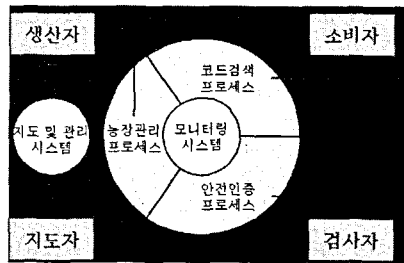 생산자
소비자
코드검색
프로세스
지도 및 관리
시스템
농장관리
프로세스
모니터링
시스템
안전인증
프로세스
지도자
검사자